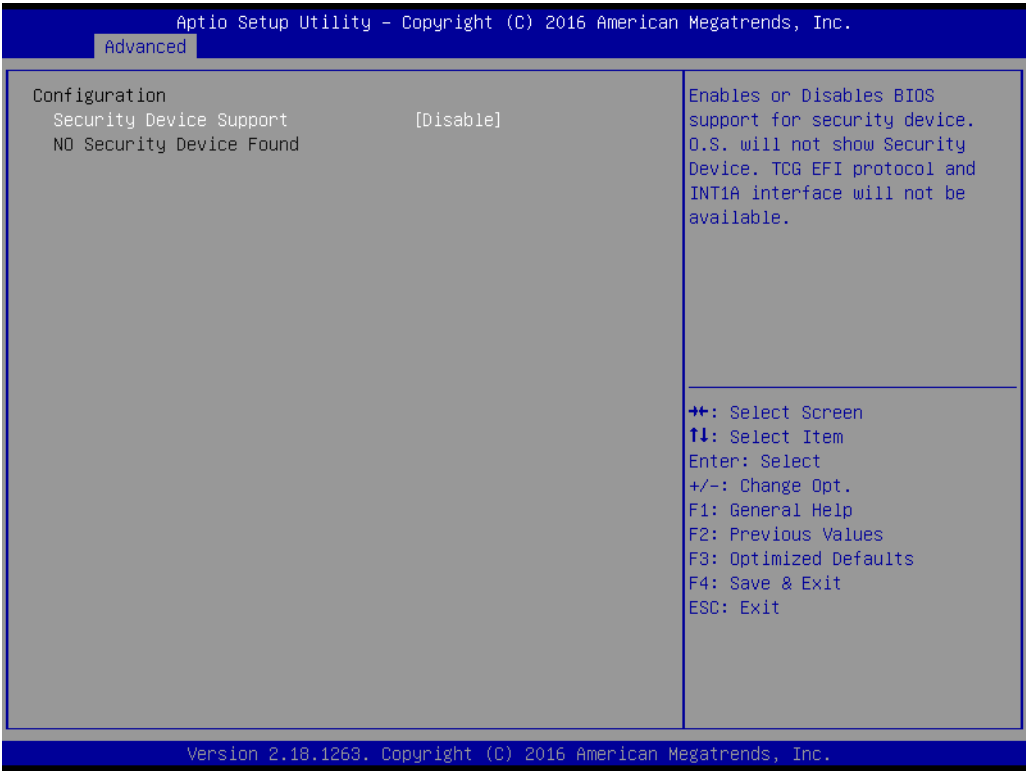 Aptio Setup Utility – Copyright (C) 2016 American Megatrends, Inc.
Advanced
Configuration
Security Device Support [Disable]
NO Security Device Found
Enables or Disables BIOS
support for security device.
O.S. will not show Security
Device. TCG EFI protocol and
INT1A interface will not be
available.
→←: Select Screen
↑↓: Select Item
Enter: Select
+/-: Change Opt.
F1: General Help
F2: Previous Values
F3: Optimized Defaults
F4: Save & Exit
ESC: Exit
Version 2.18.1263. Copyright (C) 2016 American Megatrends, Inc.